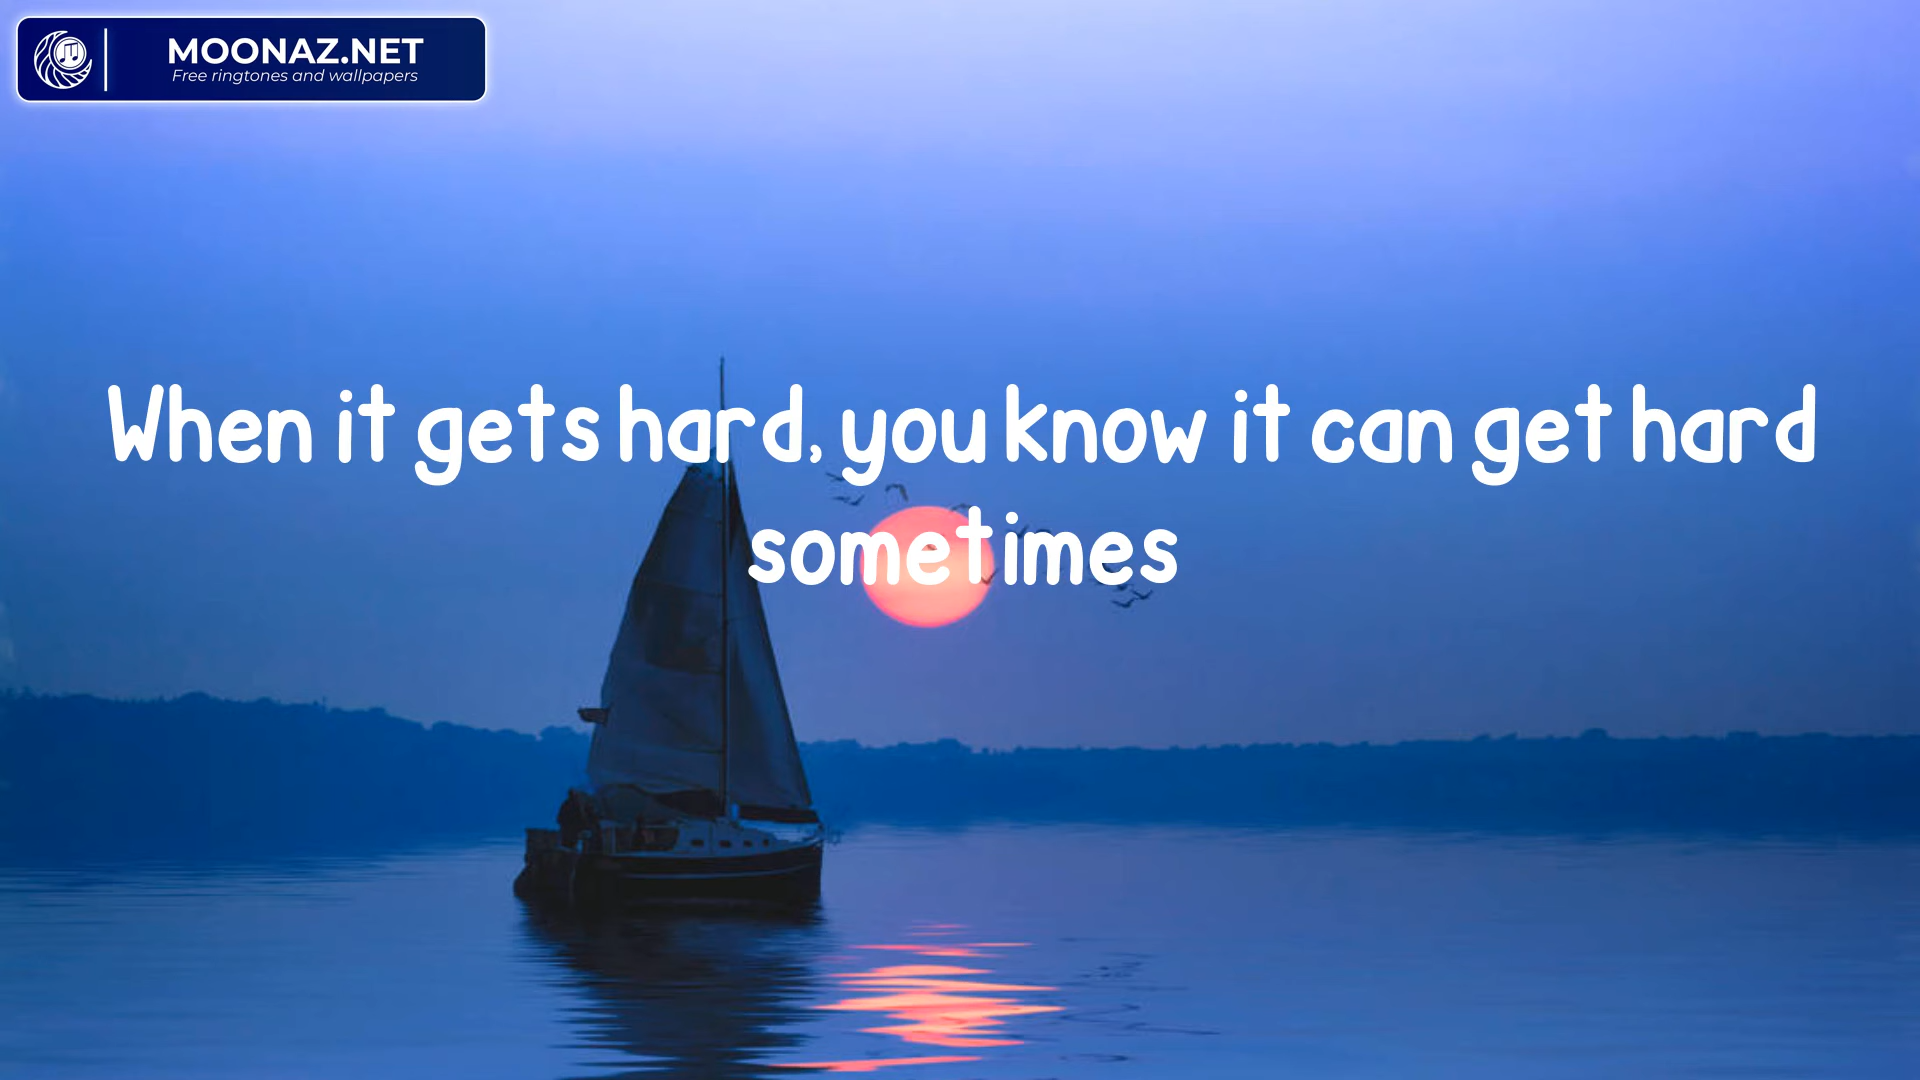 MOONAZ.NET
Free ringtones and wallpapers
When it gets hard, you know it can get hard
sometimes